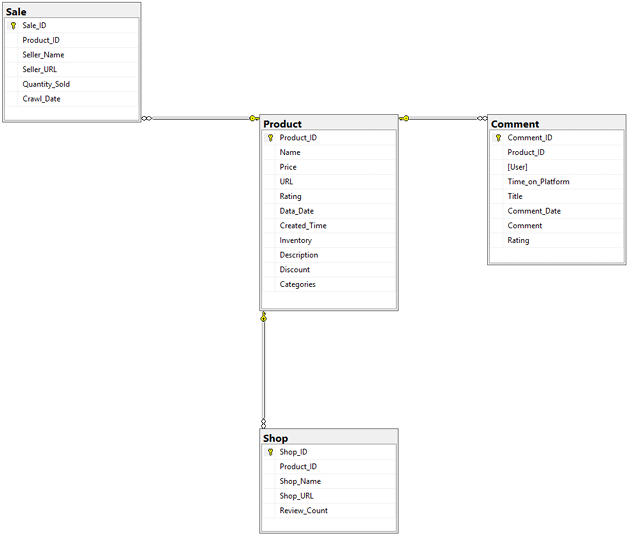 Sale
Sale_ID
Product_ID
Seller_Name
Seller_URL
Quantity_Sold
Crawl_Date
Product
Product_ID
Name
Price
URL
Rating
Data_Date
Created_Time
Inventory
Description
Discount
Categories
Comment
Comment_ID
Product_ID
[User]
Time_on_Platform
Title
Comment_Date
Comment
Rating
Shop
Shop_ID
Product_ID
Shop_Name
Shop_URL
Review_Count